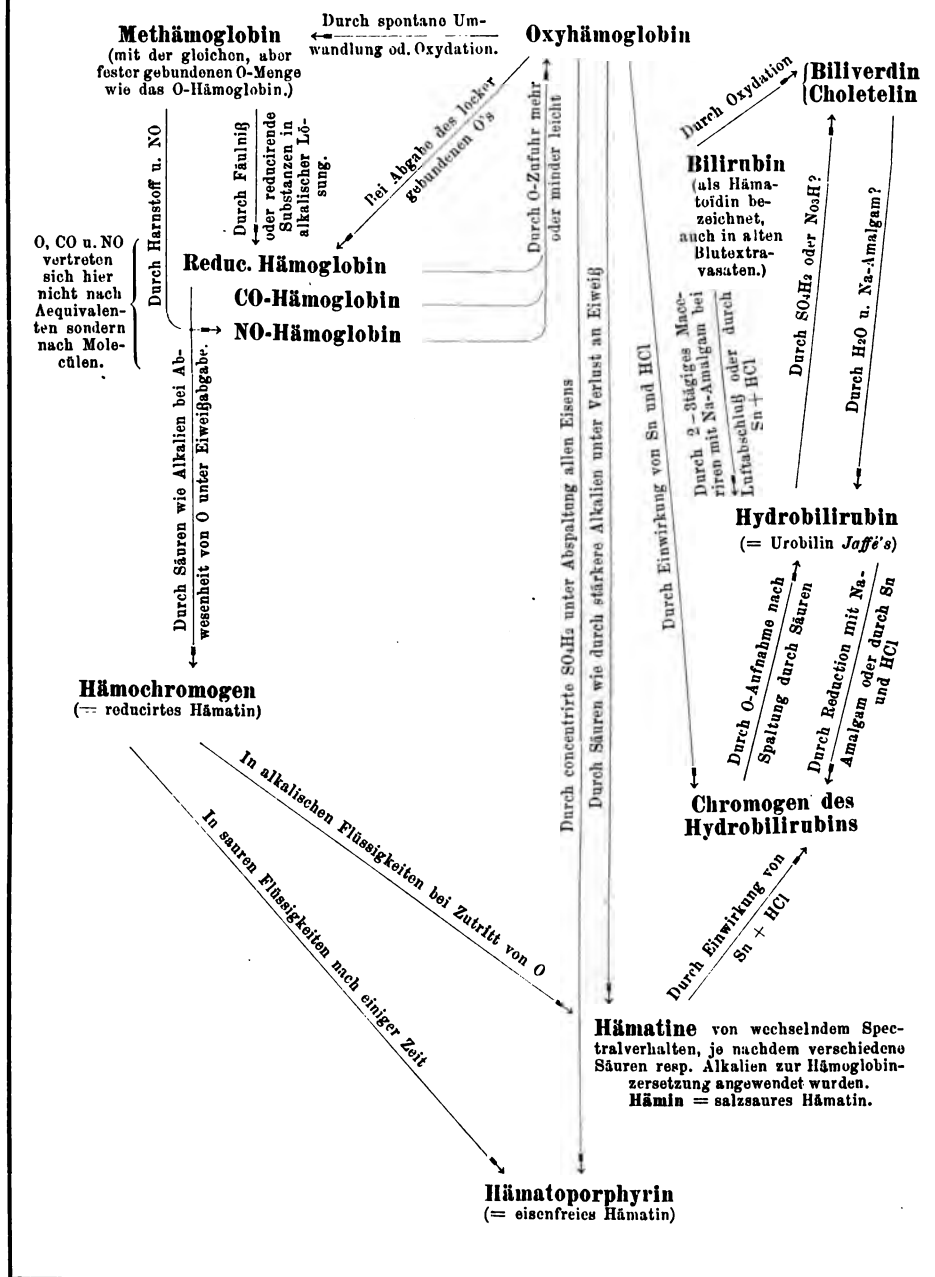 Durch spontane Um-
wandlung od. Oxydation.
Methämoglobin
(mit der gleichen, aber
fester gebundenen O-Menge
wie das O-Hämoglobin.)
Oxyhämoglobin
Durch Oxydation
Biliverdin
Choletelin
Bilirubin
(als Häma-
toïdin be-
zeichnet,
auch in alten
Blutextra-
vasaten.)
Durch Harnstoff u. NO
Durch Fäulniß
oder reducirende
Substanzen in
alkalischer Lö-
sung.
Bei Abgabe des locker
gebundenen O's
Durch O-Zufuhr mehr
oder minder leicht
O, CO u. NO
vertreten
sich hier
nicht nach
Aequivalen-
ten sondern
nach Mole-
cülen.
Reduc. Hämoglobin
CO-Hämoglobin
NO-Hämoglobin
Durch Säuren wie Alkalien bei Ab-
wesenheit von O unter Eiweißabgabe.
Durch concentrirte SO4H2 unter Abspaltung allen Eisens
Durch Säuren wie durch stärkere Alkalien unter Verlust an Eiweiß
Durch Einwirkung von Sn und HCl
Durch 2-3tägiges Mace-
riren mit Na-Amalgam bei
Luftabschluß oder durch
Sn + HCl
Durch SO4H2 oder NO3H?
Durch H2O u. Na-Amalgam?
Hydrobilirubin
(= Urobilin Jaffé's)
Durch O-Aufnahme nach
Spaltung durch Säuren
Durch Reduction mit Na-
Amalgam oder durch Sn
und HCl
Hämochromogen
(= reducirtes Hämatin)
In alkalischen Flüssigkeiten bei Zutritt von O
In sauren Flüssigkeiten nach einiger Zeit
Chromogen des
Hydrobilirubins
Durch Einwirkung von
Sn + HCl
Hämatine von wechselndem Spec-
tralverhalten, je nachdem verschiedene
Säuren resp. Alkalien zur Hämoglobin-
zersetzung angewendet wurden.
Hämin = salzsaures Hämatin.
Hämatoporphyrin
(= eisenfreies Hämatin)